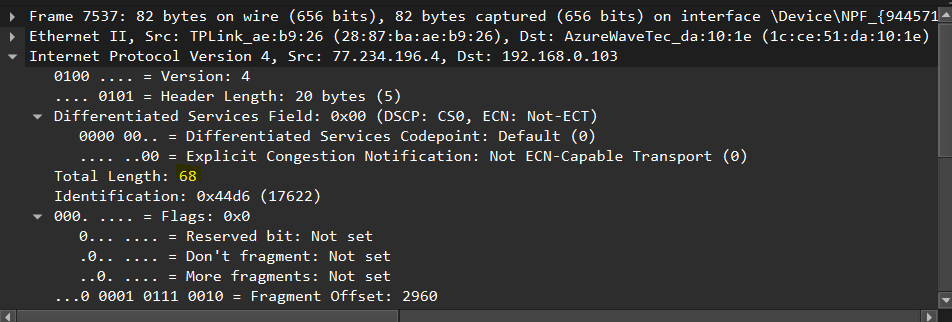 Frame 7537: 82 bytes on wire (656 bits), 82 bytes captured (656 bits) on interface \Device\NPF_{944571
Ethernet II, Src: TPLink_ae:b9:26 (28:87:ba:ae:b9:26), Dst: AzureWaveTec_da:10:1e (1c:ce:51:da:10:1e)
Internet Protocol Version 4, Src: 77.234.196.4, Dst: 192.168.0.103
0100 .... = Version: 4
.... 0101 = Header Length: 20 bytes (5)
Differentiated Services Field: 0x00 (DSCP: CS0, ECN: Not-ECT)
0000 00.. = Differentiated Services Codepoint: Default (0)
.... ..00 = Explicit Congestion Notification: Not ECN-Capable Transport (0)
Total Length: 68
Identification: 0x44d6 (17622)
000. .... = Flags: 0x0
0... .... = Reserved bit: Not set
.0.. .... = Don't fragment: Not set
..0. .... = More fragments: Not set
...0 0001 0111 0010 = Fragment Offset: 2960